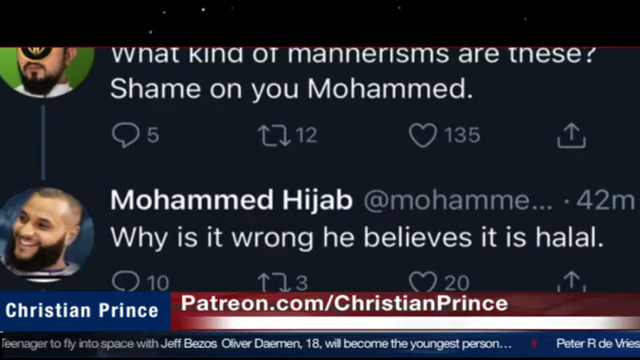 What kind of mannerisms are these?
Shame on you Mohammed.
5 12 135
Mohammed Hijab @mohamme... · 42m
Why is it wrong he believes it is halal.
10 3 20
Christian Prince
Patreon.com/ChristianPrince
Teenager to fly into space with Jeff Bezos Oliver Daemen, 18, will become the youngest person... Peter R de Vries